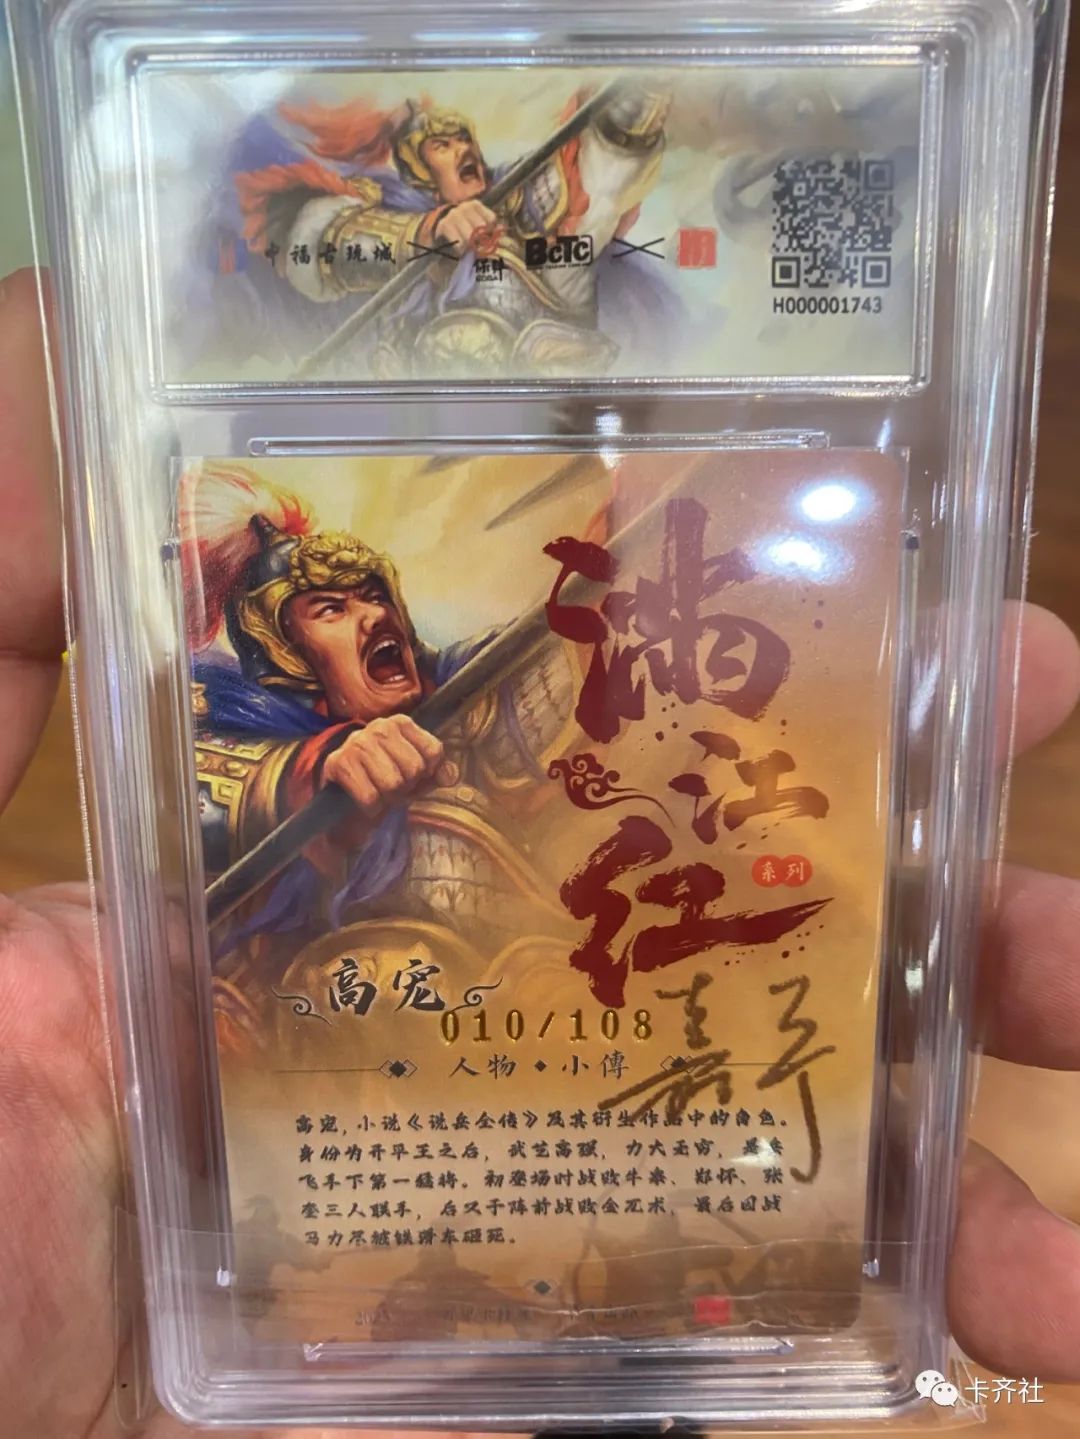 中福古玩城
保粹
BCTC
H000001743
满江红
系列
高宠
010/108
嘉
人物◆小傳
高宠，小说《说岳全传》及其衍生作品中的角色。
身份为开平王之后，武艺高强，力大无穷，是岳
飞手下第一猛将。初登场时战败牛皋、郑怀、张
奎三人联手，后又于阵前战败金兀术，最后因战
马力尽被铁滑车砸死。
卡齐社